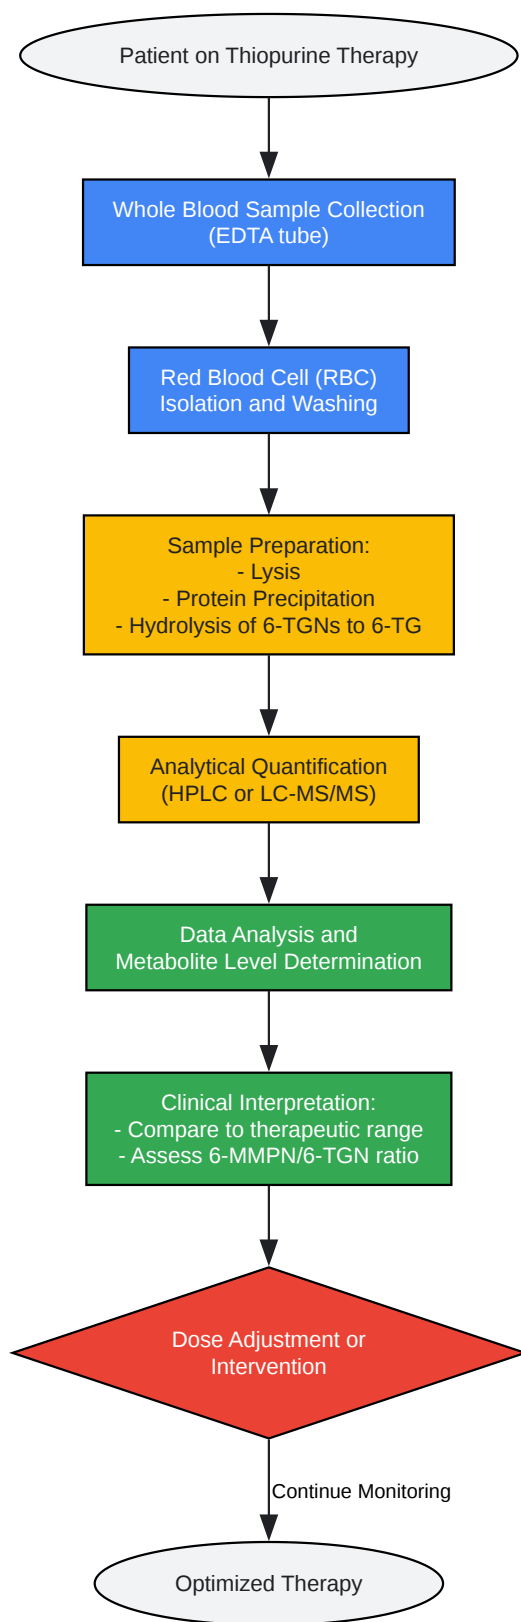 Patient on Thiopurine Therapy
Whole Blood Sample Collection
(EDTA tube)
Red Blood Cell (RBC)
Isolation and Washing
Sample Preparation:
- Lysis
- Protein Precipitation
- Hydrolysis of 6-TGNs to 6-TG
Analytical Quantification
(HPLC or LC-MS/MS)
Data Analysis and
Metabolite Level Determination
Clinical Interpretation:
- Compare to therapeutic range
- Assess 6-MMPN/6-TGN ratio
Dose Adjustment or
Intervention
Continue Monitoring
Optimized Therapy